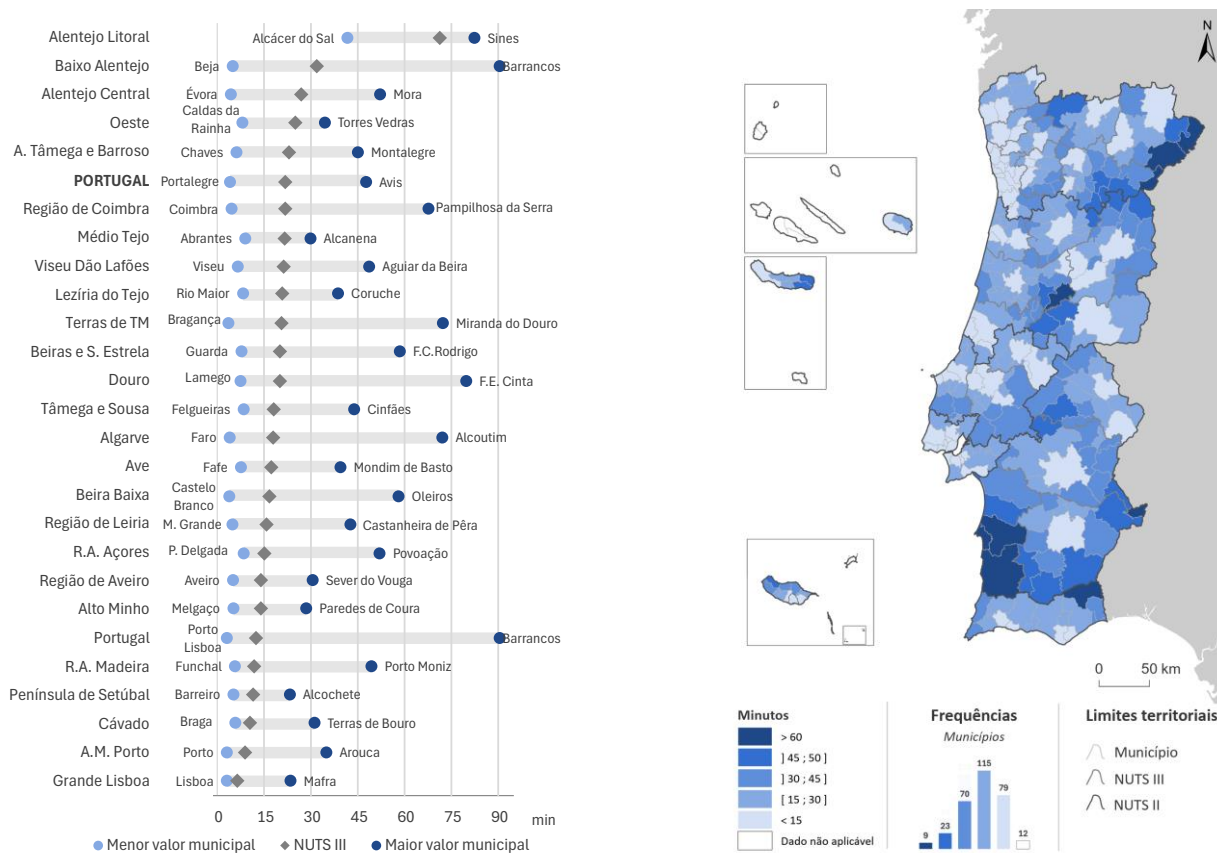 Alentejo Litoral Alcácer do Sal Sines
Baixo Alentejo Beja Barrancos
Alentejo Central Évora Mora
Oeste Caldas da Rainha Torres Vedras
A. Tâmega e Barroso Chaves Montalegre
PORTUGAL Portalegre Avis
Região de Coimbra Coimbra Pampilhosa da Serra
Médio Tejo Abrantes Alcanena
Viseu Dão Lafões Viseu Aguiar da Beira
Lezíria do Tejo Rio Maior Coruche
Terras de TM Bragança Miranda do Douro
Beiras e S. Estrela Guarda F.C.Rodrigo
Douro Lamego F.E. Cinta
Tâmega e Sousa Felgueiras Cinfães
Algarve Faro Alcoutim
Ave Fafe Mondim de Basto
Beira Baixa Castelo Branco Oleiros
Região de Leiria M. Grande Castanheira de Pêra
R.A. Açores P. Delgada Povoação
Região de Aveiro Aveiro Sever do Vouga
Alto Minho Melgaço Paredes de Coura
Portugal Porto Lisboa Barrancos
R.A. Madeira Funchal Porto Moniz
Península de Setúbal Barreiro Alcochete
Cávado Braga Terras de Bouro
A.M. Porto Porto Arouca
Grande Lisboa Lisboa Mafra
0 15 30 45 60 75 90 min
Menor valor municipal NUTS III Maior valor municipal
N
0 50 km
Minutos
> 60
] 45 ; 50 ]
] 30 ; 45 ]
[ 15 ; 30 ]
< 15
Dado não aplicável
Frequências
Municípios
9 23 70 115 79 12
Limites territoriais
Município
NUTS III
NUTS II